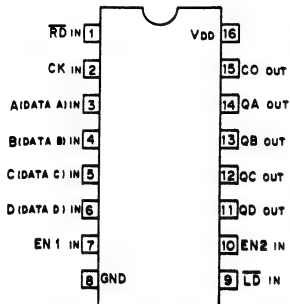 R̅D̅ IN 1
CK IN 2
A(DATA A) IN 3
B(DATA B) IN 4
C(DATA C) IN 5
D(DATA D) IN 6
EN 1 IN 7
8 GND
VDD 16
15 CO OUT
14 QA OUT
13 QB OUT
12 QC OUT
11 QD OUT
10 EN2 IN
9 L̅D̅ IN